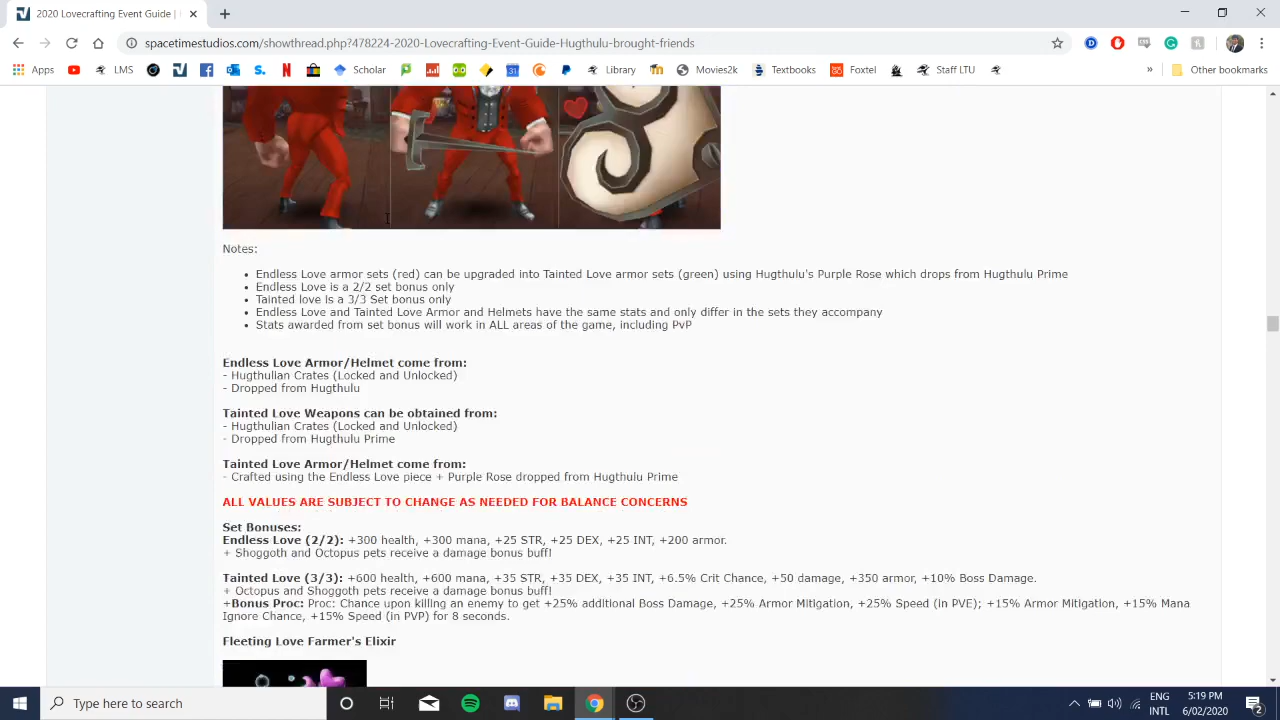 2020 Lovecrafting Event Guide |
spacetimestudios.com/showthread.php?478224-2020-Lovecrafting-Event-Guide-Hugthulu-brought-friends
Apps LMS Scholar Library Movies2k Textbooks Foxtel Staff LTU » Other bookmarks
Notes:
• Endless Love armor sets (red) can be upgraded into Tainted Love armor sets (green) using Hugthulu's Purple Rose which drops from Hugthulu Prime
• Endless Love is a 2/2 set bonus only
• Tainted love Is a 3/3 Set bonus only
• Endless Love and Tainted Love Armor and Helmets have the same stats and only differ in the sets they accompany
• Stats awarded from set bonus will work in ALL areas of the game, including PvP
Endless Love Armor/Helmet come from:
- Hugthulian Crates (Locked and Unlocked)
- Dropped from Hugthulu
Tainted Love Weapons can be obtained from:
- Hugthulian Crates (Locked and Unlocked)
- Dropped from Hugthulu Prime
Tainted Love Armor/Helmet come from:
- Crafted using the Endless Love piece + Purple Rose dropped from Hugthulu Prime
ALL VALUES ARE SUBJECT TO CHANGE AS NEEDED FOR BALANCE CONCERNS
Set Bonuses:
Endless Love (2/2): +300 health, +300 mana, +25 STR, +25 DEX, +25 INT, +200 armor.
+ Shoggoth and Octopus pets receive a damage bonus buff!
Tainted Love (3/3): +600 health, +600 mana, +35 STR, +35 DEX, +35 INT, +6.5% Crit Chance, +50 damage, +350 armor, +10% Boss Damage.
+ Octopus and Shoggoth pets receive a damage bonus buff!
+Bonus Proc: Proc: Chance upon killing an enemy to get +25% additional Boss Damage, +25% Armor Mitigation, +25% Speed (in PVE); +15% Armor Mitigation, +15% Mana
Ignore Chance, +15% Speed (in PVP) for 8 seconds.
Fleeting Love Farmer's Elixir
Type here to search
ENG
INTL
5:19 PM
6/02/2020
2